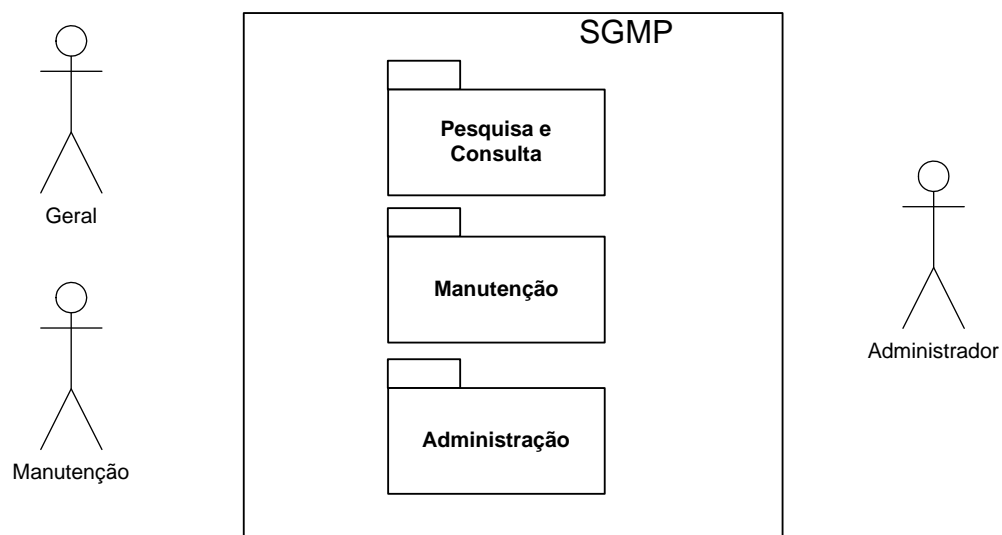 SGMP
Pesquisa e
Consulta
Geral
Manutenção
Administrador
Administração
Manutenção